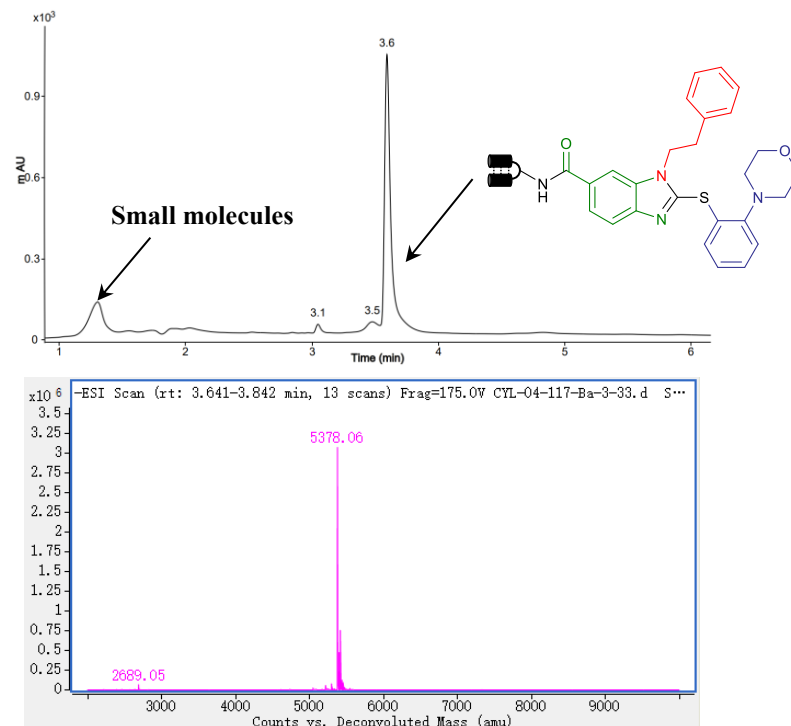 x10³
3.6
0.9
0.6
0.3
0
mAU
Small molecules
3.1
3.5
1
2
3
4
5
6
Time (min)
O
N
H
N
N
S
N
O
x10 6
-ESI Scan (rt: 3.641-3.842 min, 13 scans) Frag=175.0V CYL-04-117-Ba-3-33.d S…
3.5
3.25
3
2.75
2.5
2.25
2
1.75
1.5
1.25
1
0.75
0.5
0.25
0
5378.06
2689.05
3000
4000
5000
6000
7000
8000
9000
Counts vs. Deconvoluted Mass (amu)